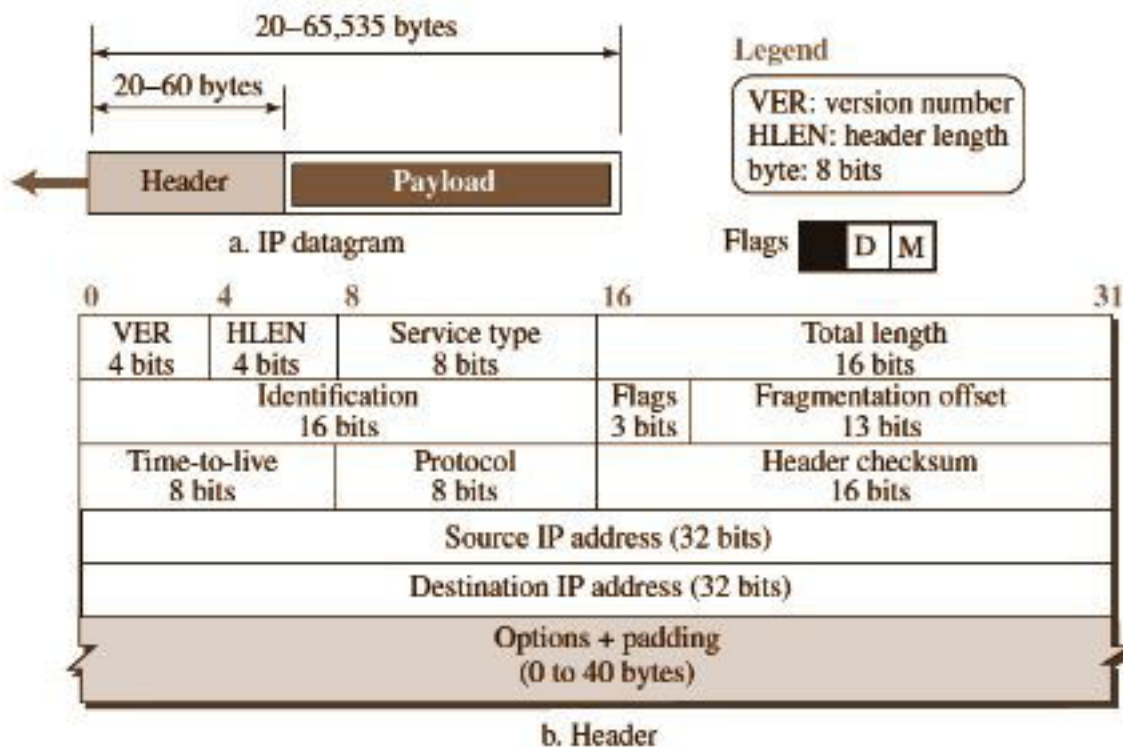 20–65,535 bytes
20–60 bytes
Header
Payload
a. IP datagram
Legend
VER: version number
HLEN: header length
byte: 8 bits
Flags D M
0 4 8 16 31
VER HLEN Service type Total length
4 bits 4 bits 8 bits 16 bits
Identification Flags Fragmentation offset
16 bits 3 bits 13 bits
Time-to-live Protocol Header checksum
8 bits 8 bits 16 bits
Source IP address (32 bits)
Destination IP address (32 bits)
Options + padding
(0 to 40 bytes)
b. Header